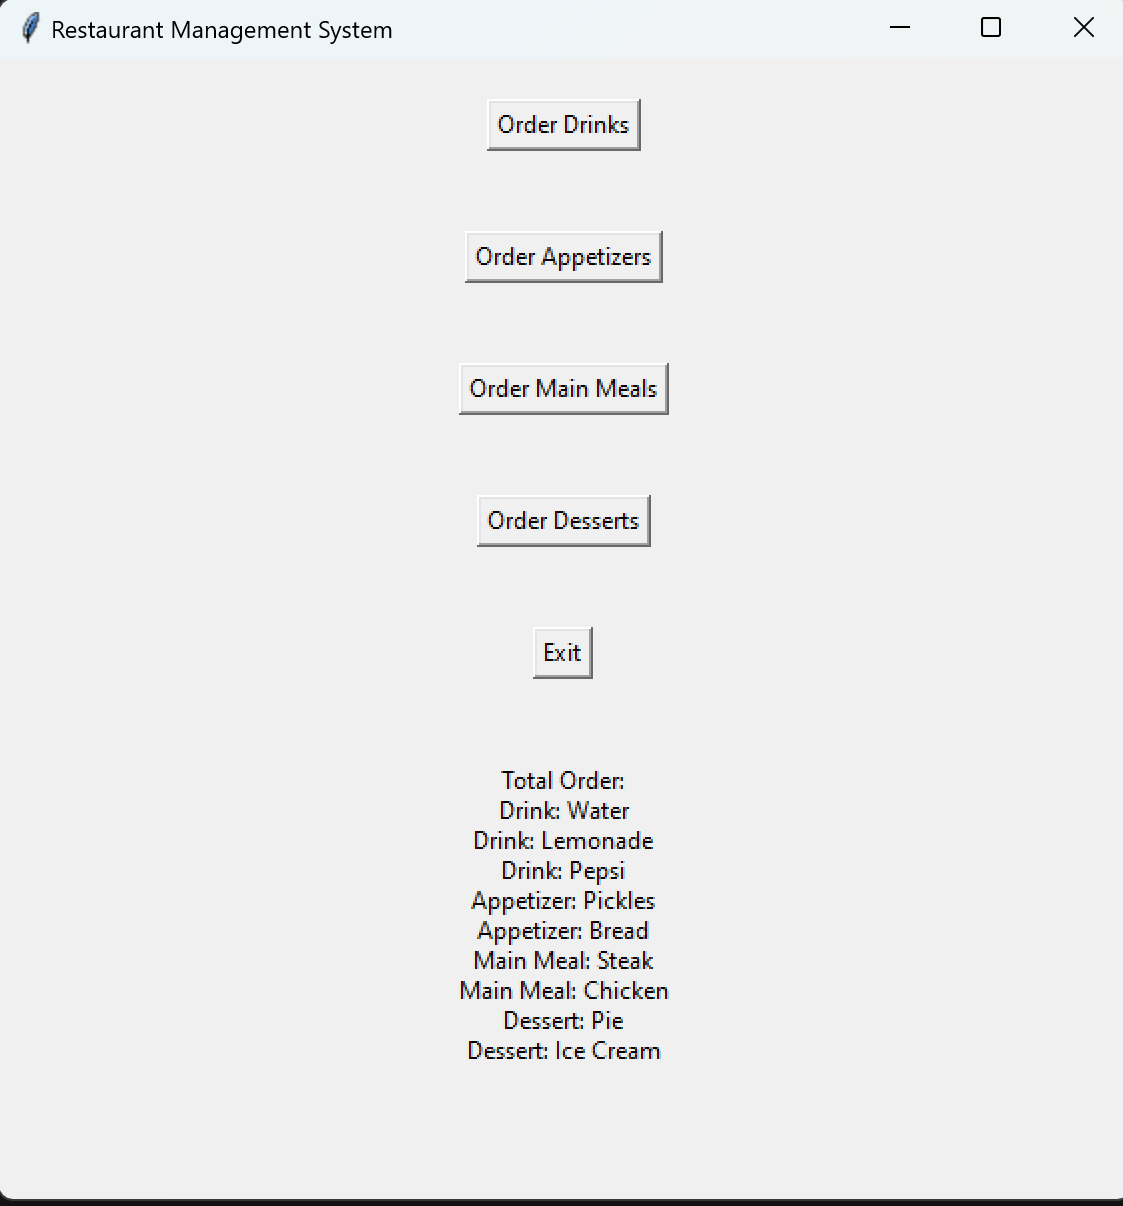 Restaurant Management System
Order Drinks
Order Appetizers
Order Main Meals
Order Desserts
Exit
Total Order:
Drink: Water
Drink: Lemonade
Drink: Pepsi
Appetizer: Pickles
Appetizer: Bread
Main Meal: Steak
Main Meal: Chicken
Dessert: Pie
Dessert: Ice Cream